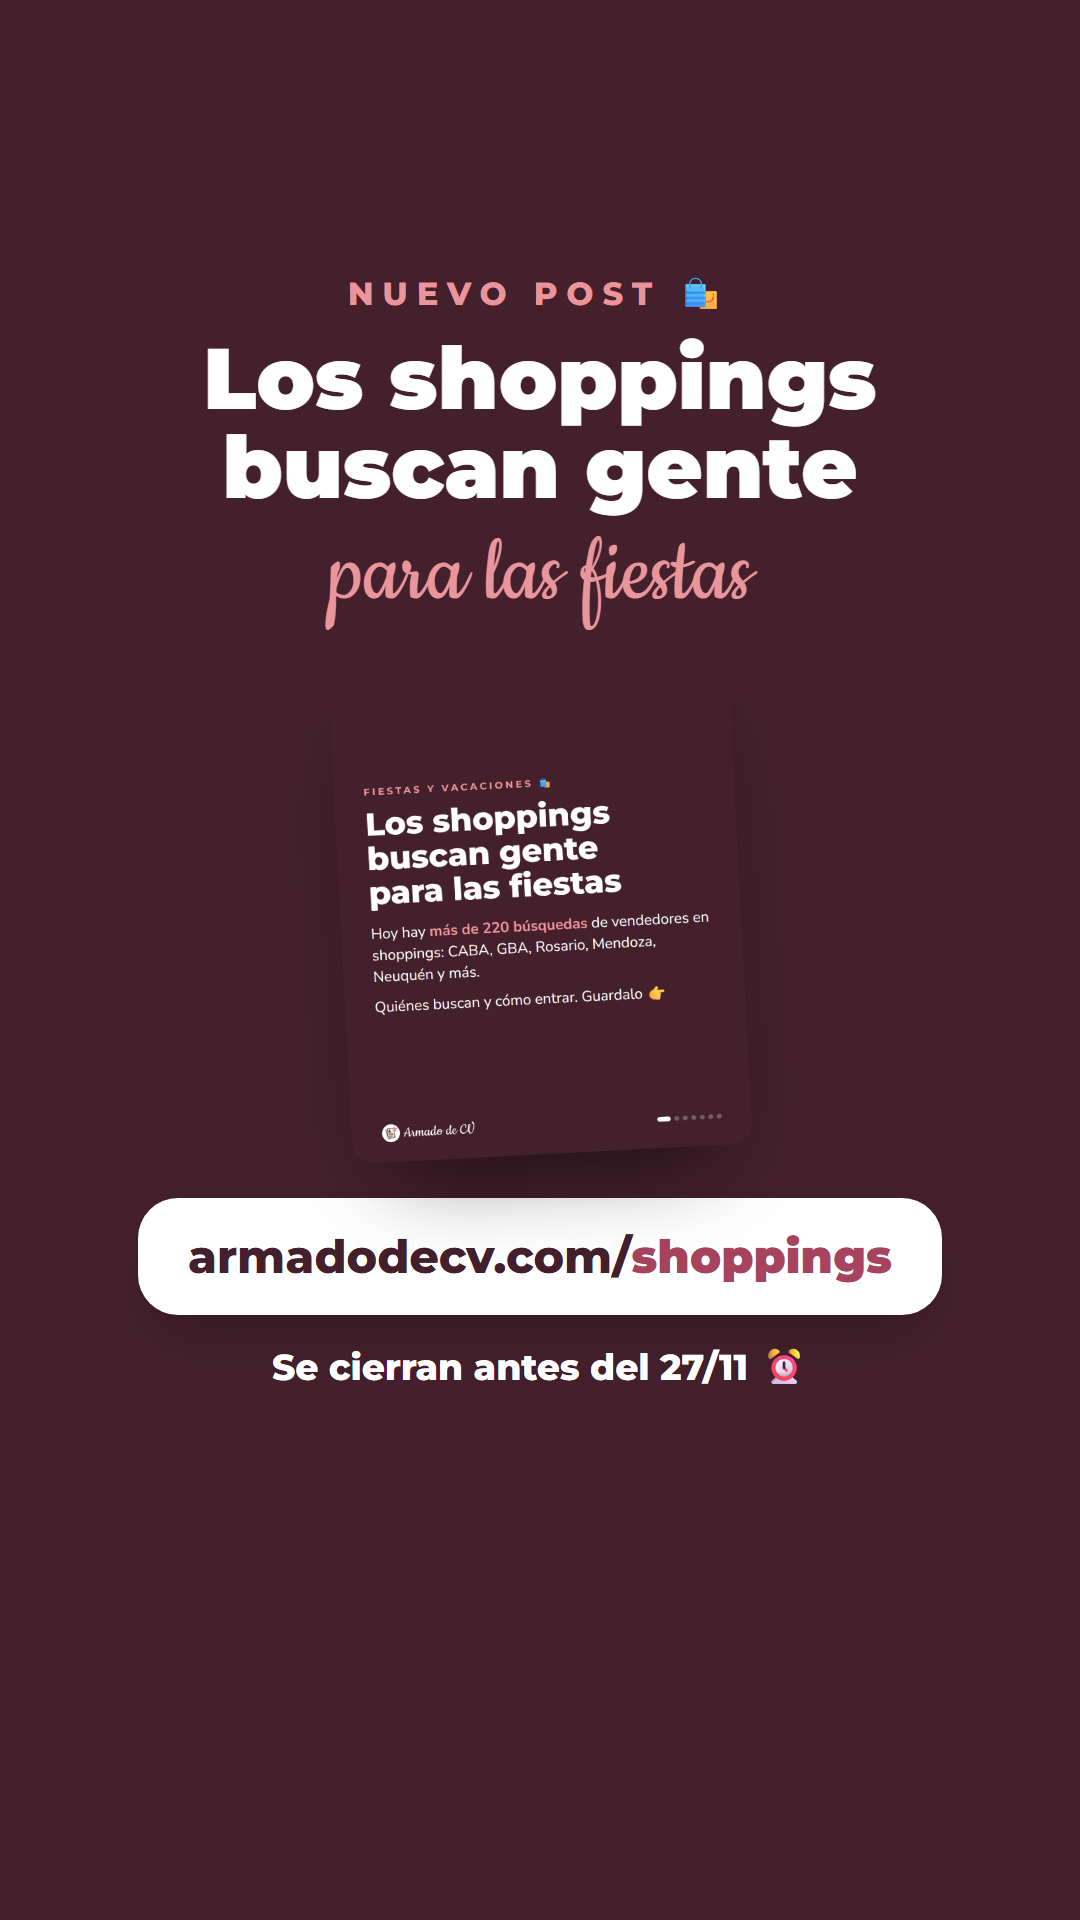 NUEVO POST 🛍️
Los shoppings
buscan gente
para las fiestas
FIESTAS Y VACACIONES 🛍️
Los shoppings
buscan gente
para las fiestas
Hoy hay más de 220 búsquedas de vendedores en
shoppings: CABA, GBA, Rosario, Mendoza,
Neuquén y más.
Quiénes buscan y cómo entrar. Guardalo 👉
Armado de CV
armadodecv.com/shoppings
Se cierran antes del 27/11 ⏰